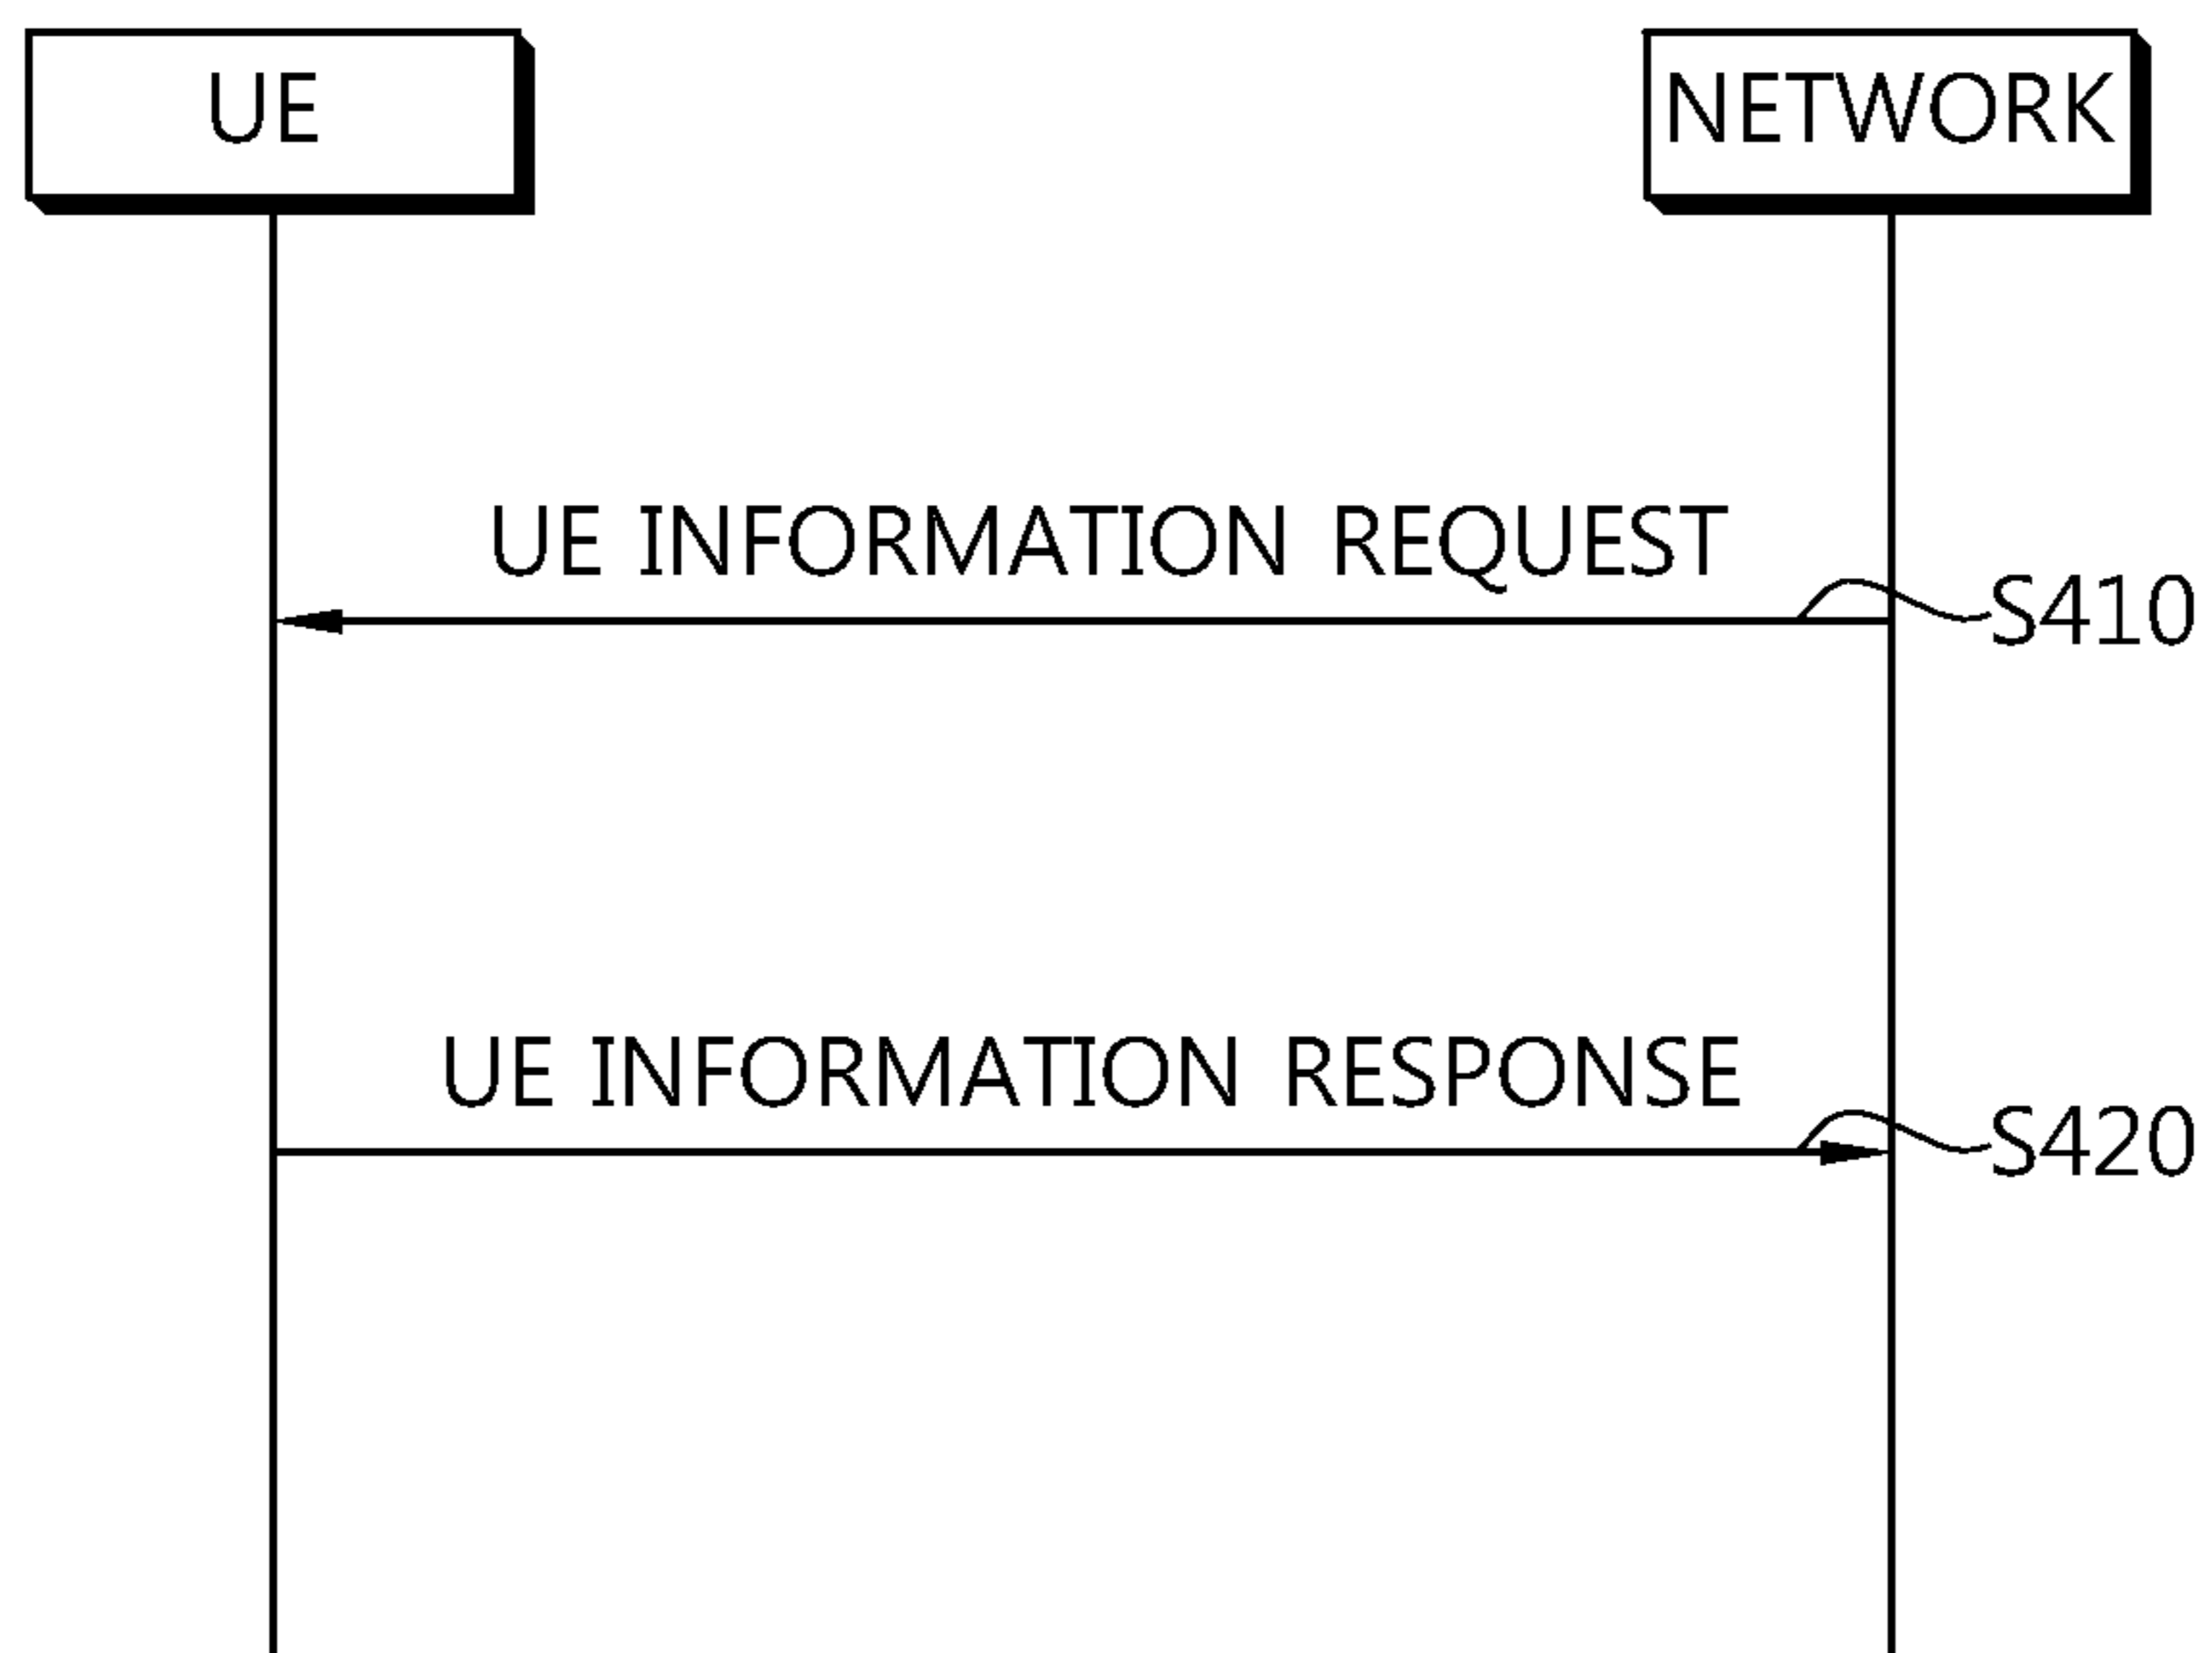 UE
NETWORK
UE INFORMATION REQUEST
S410
UE INFORMATION RESPONSE
S420